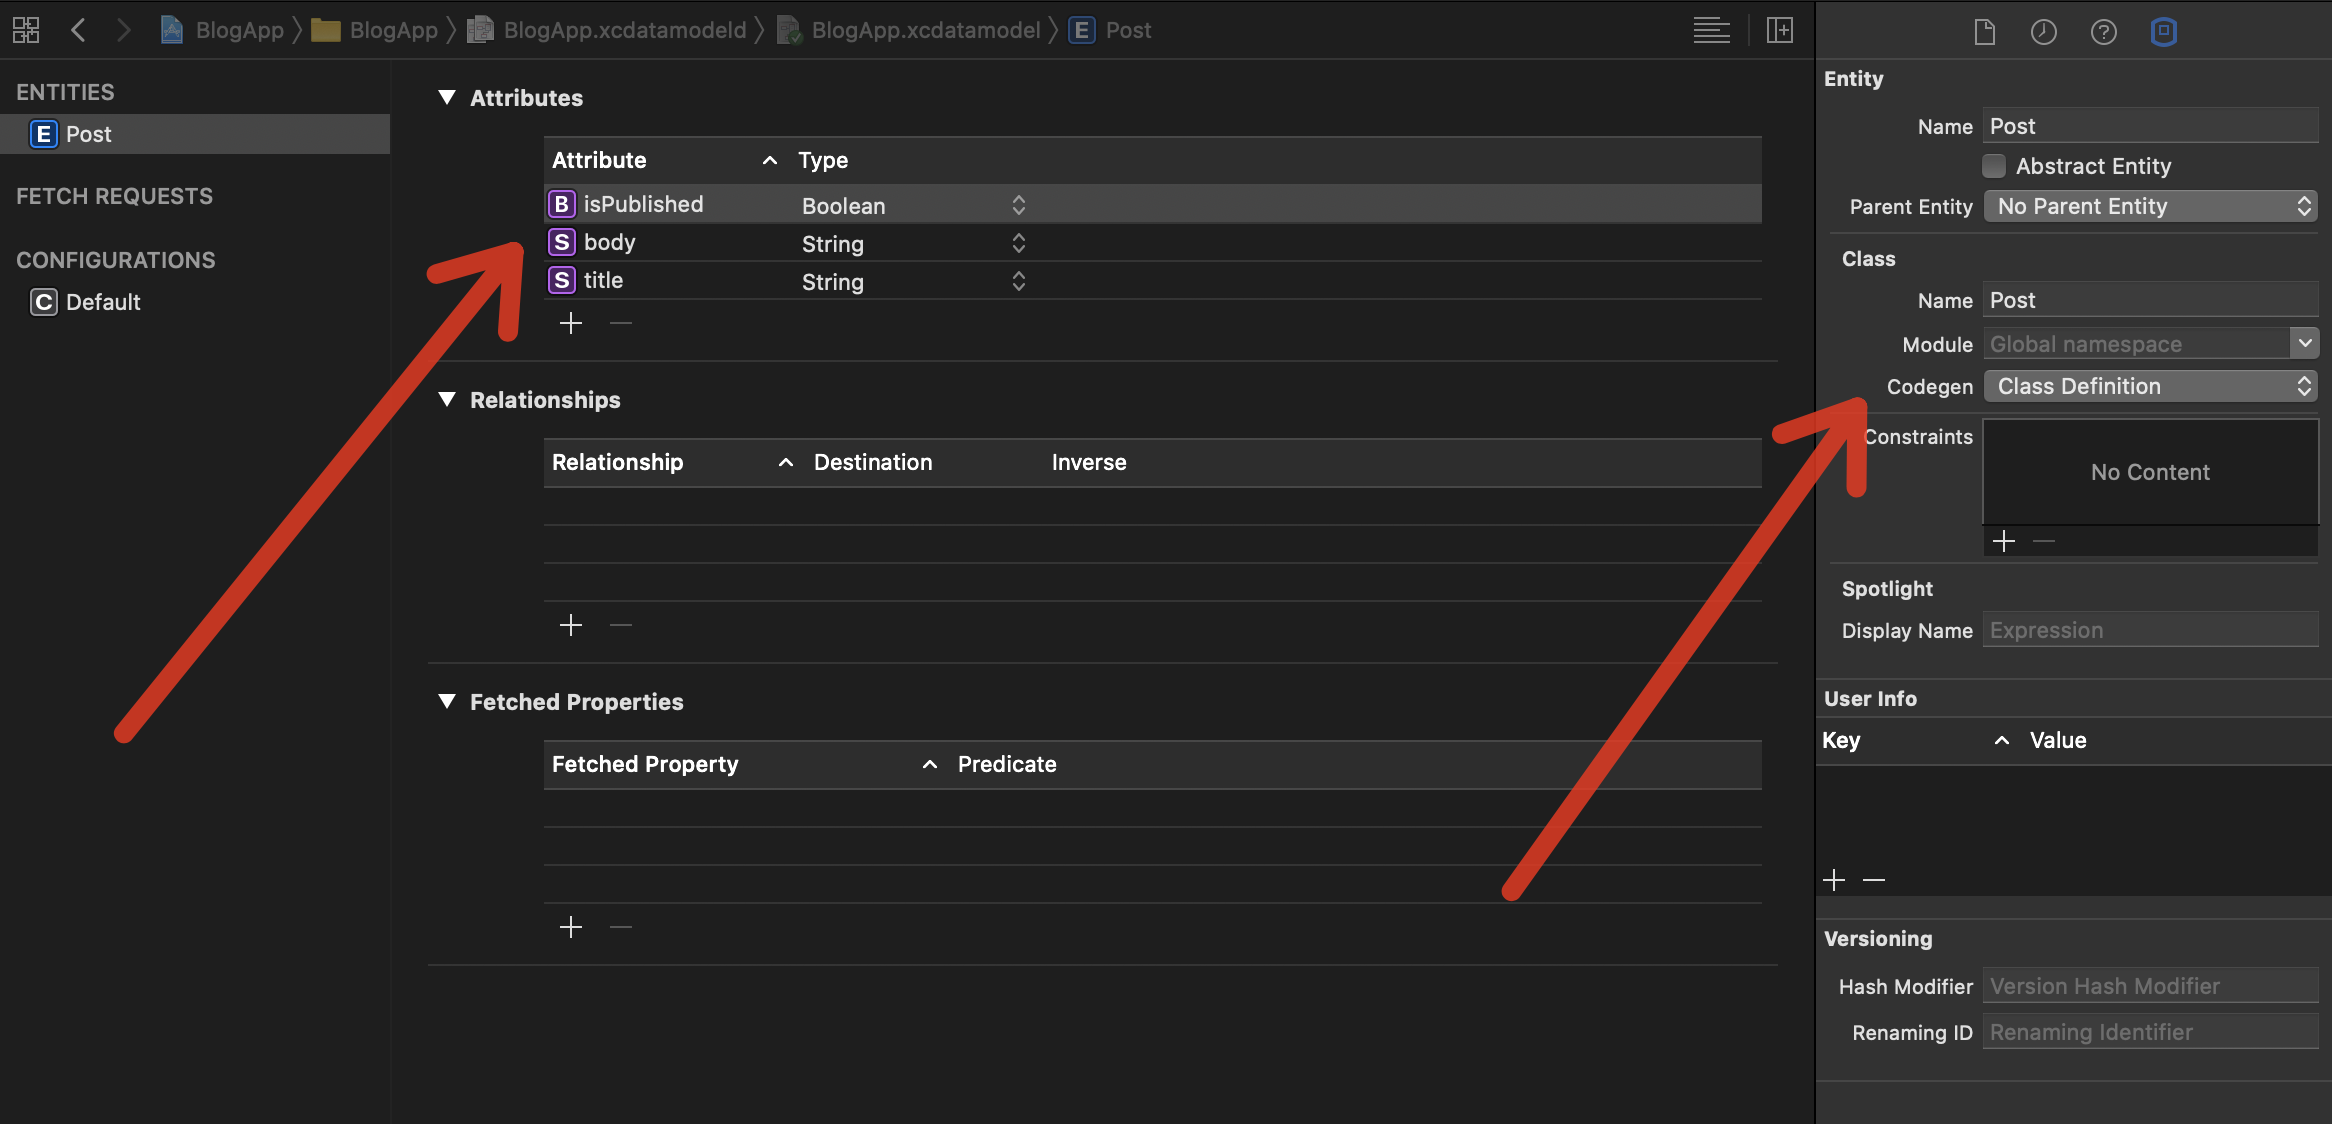 BlogApp BlogApp BlogApp.xcdatamodeld BlogApp.xcdatamodel E Post
ENTITIES
E Post
FETCH REQUESTS
CONFIGURATIONS
C Default
Attributes
Attribute Type
B isPublished Boolean
S body String
S title String
Relationships
Relationship Destination Inverse
Fetched Properties
Fetched Property Predicate
Entity
Name Post
Abstract Entity
Parent Entity No Parent Entity
Class
Name Post
Module Global namespace
Codegen Class Definition
Constraints
No Content
Spotlight
Display Name Expression
User Info
Key Value
Versioning
Hash Modifier Version Hash Modifier
Renaming ID Renaming Identifier